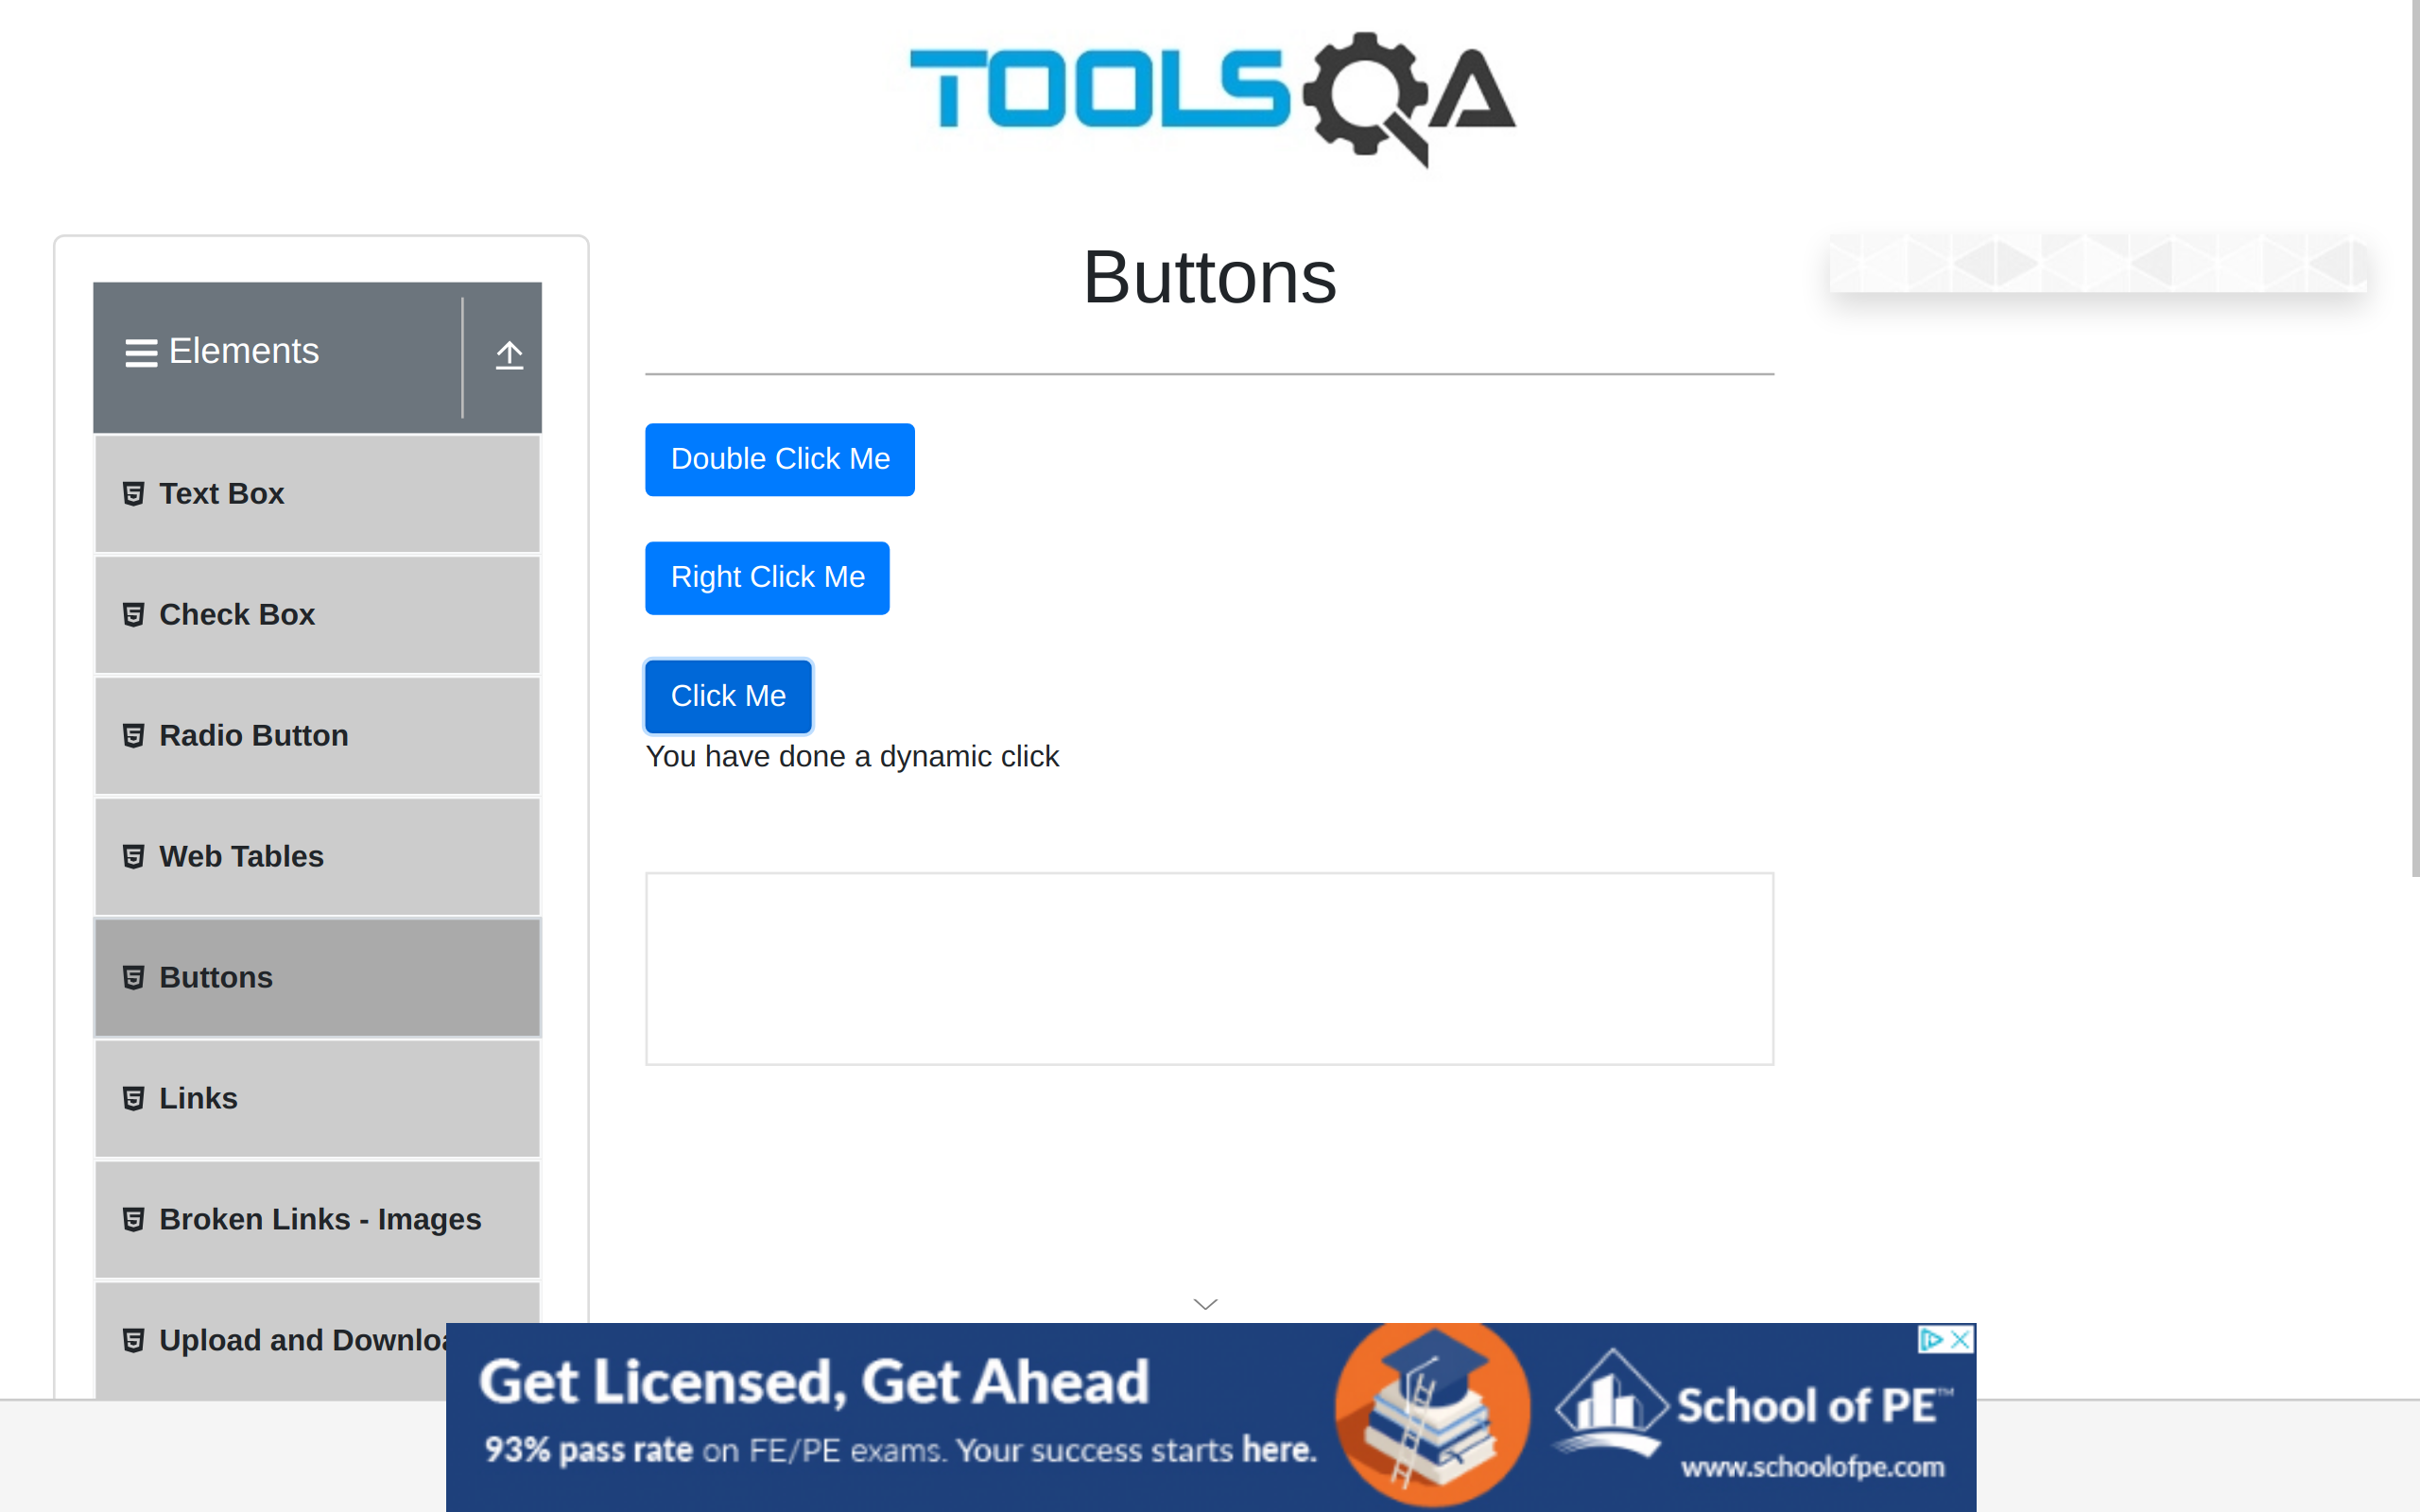 TOOLSQA
Buttons
Elements
Text Box
Check Box
Radio Button
Web Tables
Buttons
Links
Broken Links - Images
Upload and Downloa
Double Click Me
Right Click Me
Click Me
You have done a dynamic click
Get Licensed, Get Ahead
93% pass rate on FE/PE exams. Your success starts here.
School of PE™
www.schoolofpe.com